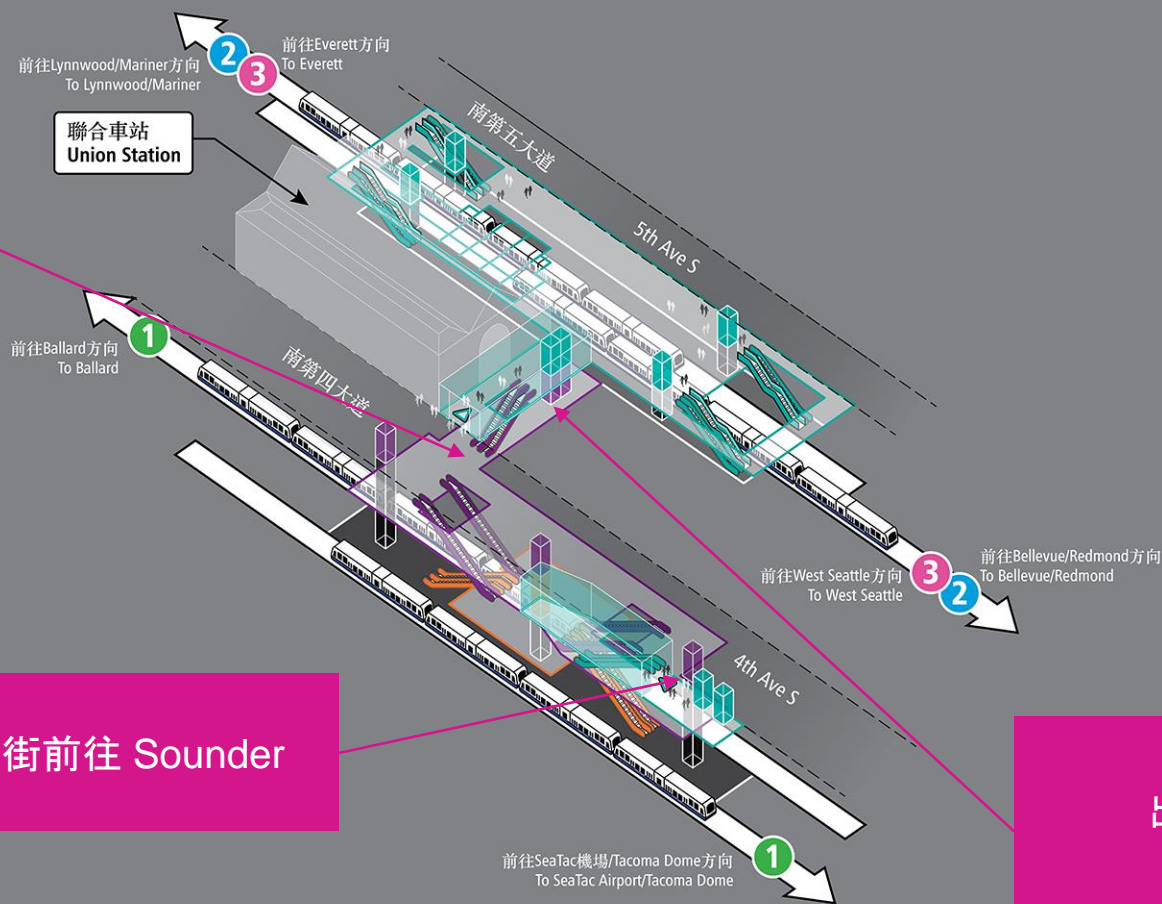 前往Everett方向
To Everett
前往Lynnwood/Mariner方向
To Lynnwood/Mariner
2
3
聯合車站
Union Station
南第五大道
5th Ave S
1
前往Ballard方向
To Ballard
南第四大道
前往Bellevue/Redmond方向
To Bellevue/Redmond
前往West Seattle方向
To West Seattle
3
2
4th Ave S
街前往 Sounder
前往SeaTac機場/Tacoma Dome方向
To SeaTac Airport/Tacoma Dome
1